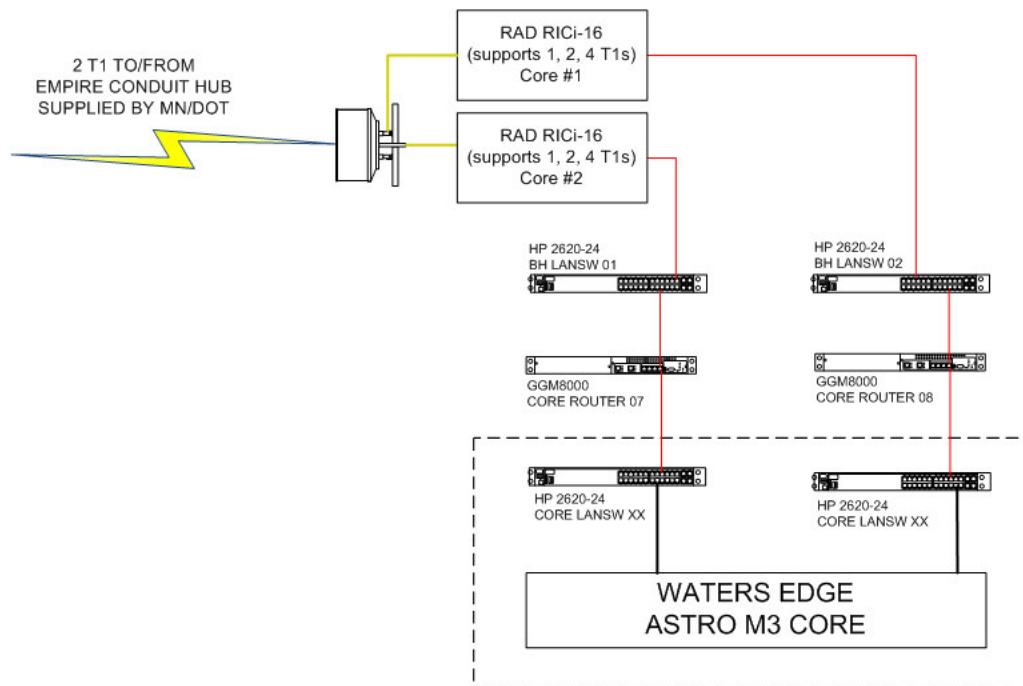 RAD RICi-16
(supports 1, 2, 4 T1s)
Core #1
2 T1 TO/FROM
EMPIRE CONDUIT HUB
SUPPLIED BY MN/DOT
RAD RICi-16
(supports 1, 2, 4 T1s)
Core #2
HP 2620-24
BH LANSW 01
HP 2620-24
BH LANSW 02
GGM8000
CORE ROUTER 07
GGM8000
CORE ROUTER 08
HP 2620-24
CORE LANSW XX
HP 2620-24
CORE LANSW XX
WATERS EDGE
ASTRO M3 CORE